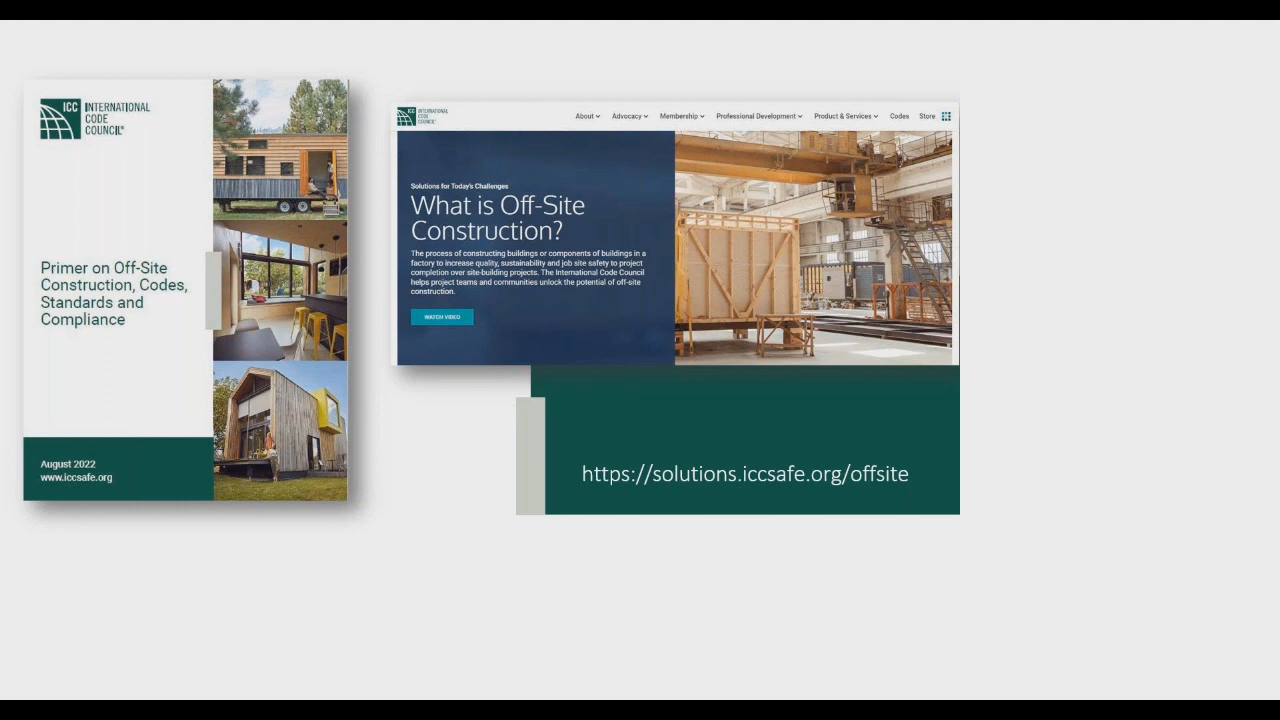 ICC INTERNATIONAL
CODE
COUNCIL®
Primer on Off-Site
Construction, Codes,
Standards and
Compliance
August 2022
www.iccsafe.org
ICC INTERNATIONAL
CODE
COUNCIL®
About Advocacy Membership Professional Development Product & Services Codes Store
Solutions for Today's Challenges
What is Off-Site
Construction?
The process of constructing buildings or components of buildings in a
factory to increase quality, sustainability and job site safety to project
completion over site-building projects. The International Code Council
helps project teams and communities unlock the potential of off-site
construction.
WATCH VIDEO
https://solutions.iccsafe.org/offsite